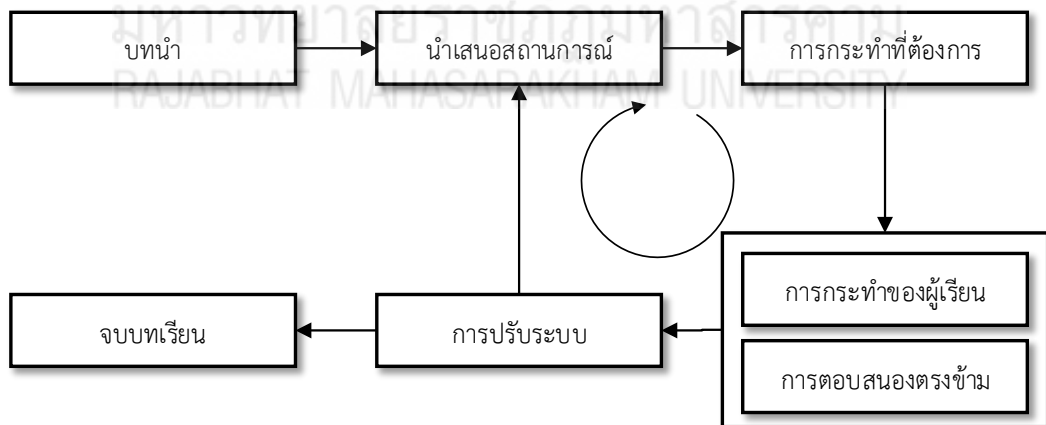 มหาวิทยาลัยราชภัฏมหาสารคาม
RAJABHAT MAHASARAKHAM UNIVERSITY
บทนำ
นำเสนอสถานการณ์
การกระทำที่ต้องการ
การกระทำของผู้เรียน
การตอบสนองตรงข้าม
การปรับระบบ
จบบทเรียน